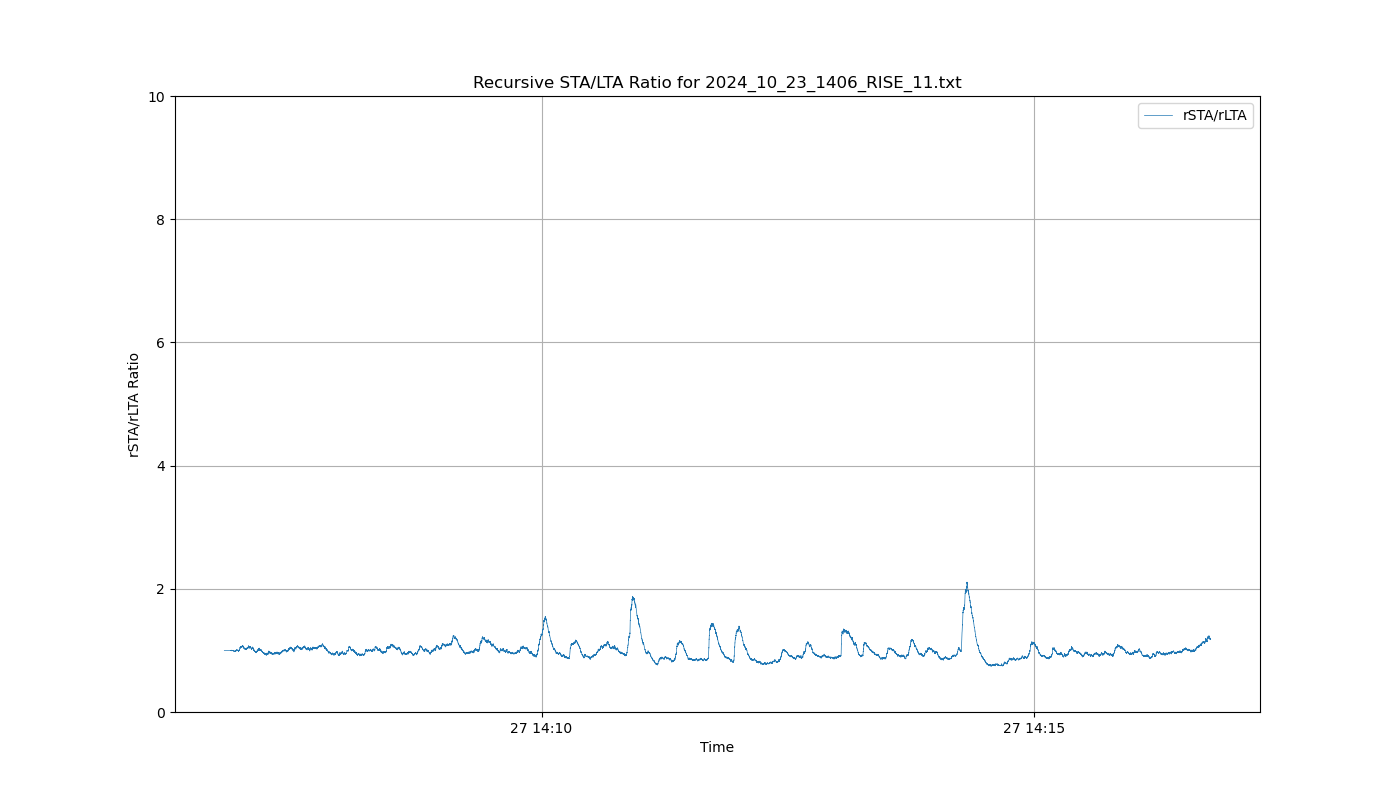 Recursive STA/LTA Ratio for 2024_10_23_1406_RISE_11.txt
rSTA/rLTA
10
8
6
4
2
0
rSTA/rLTA Ratio
27 14:10
27 14:15
Time